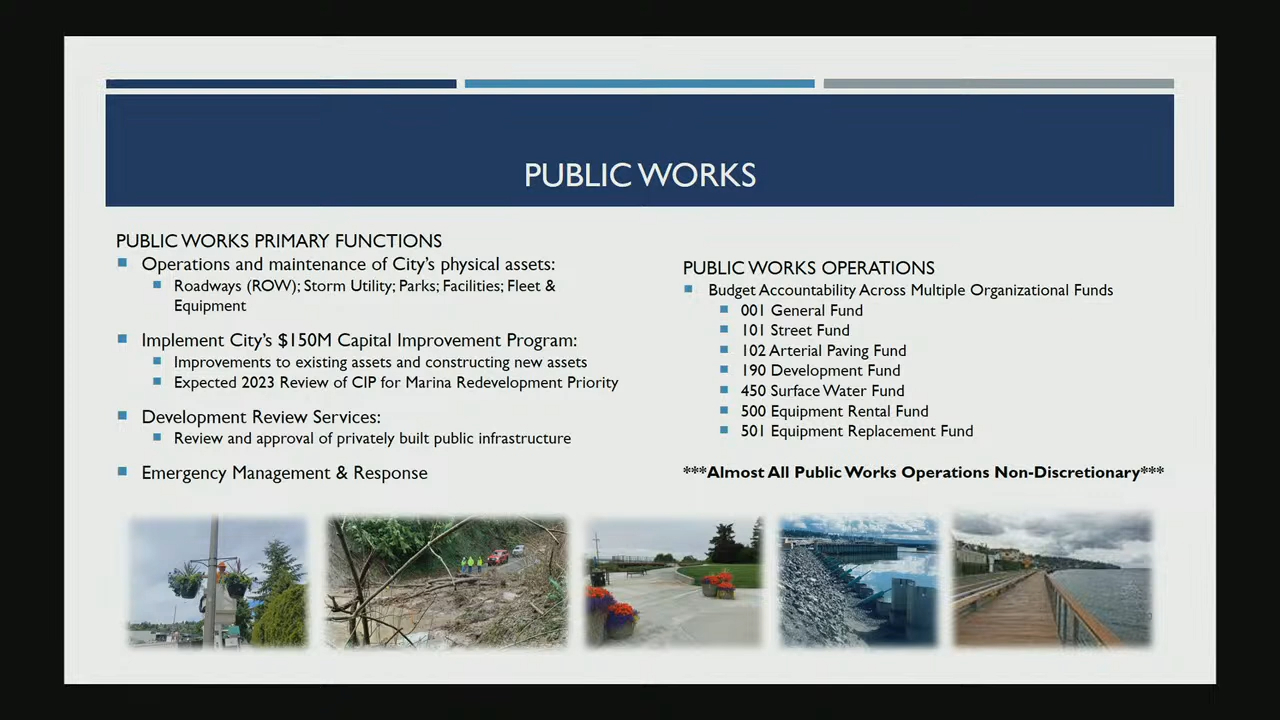 PUBLIC WORKS
PUBLIC WORKS PRIMARY FUNCTIONS
Operations and maintenance of City's physical assets:
Roadways (ROW); Storm Utility; Parks; Facilities; Fleet &
Equipment
Implement City's $150M Capital Improvement Program:
Improvements to existing assets and constructing new assets
Expected 2023 Review of CIP for Marina Redevelopment Priority
Development Review Services:
Review and approval of privately built public infrastructure
Emergency Management & Response
PUBLIC WORKS OPERATIONS
Budget Accountability Across Multiple Organizational Funds
001 General Fund
101 Street Fund
102 Arterial Paving Fund
190 Development Fund
450 Surface Water Fund
500 Equipment Rental Fund
501 Equipment Replacement Fund
***Almost All Public Works Operations Non-Discretionary***